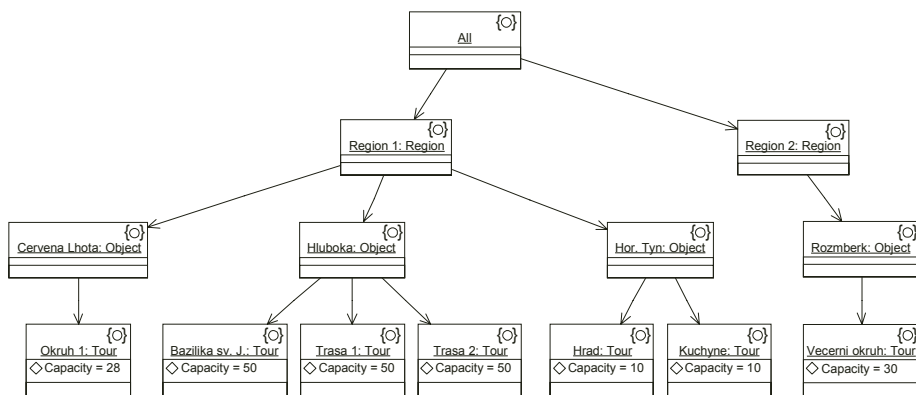 {O}
All
{O}
Region 1: Region
{O}
Region 2: Region
{O}
Cervena Lhota: Object
{O}
Hluboka: Object
{O}
Hor. Tyn: Object
{O}
Rozmberk: Object
{O}
Okruh 1: Tour
Capacity = 28
{O}
Bazilika sv. J.: Tour
Capacity = 50
{O}
Trasa 1: Tour
Capacity = 50
{O}
Trasa 2: Tour
Capacity = 50
{O}
Hrad: Tour
Capacity = 10
{O}
Kuchyne: Tour
Capacity = 10
{O}
Vecerni okruh: Tour
Capacity = 30